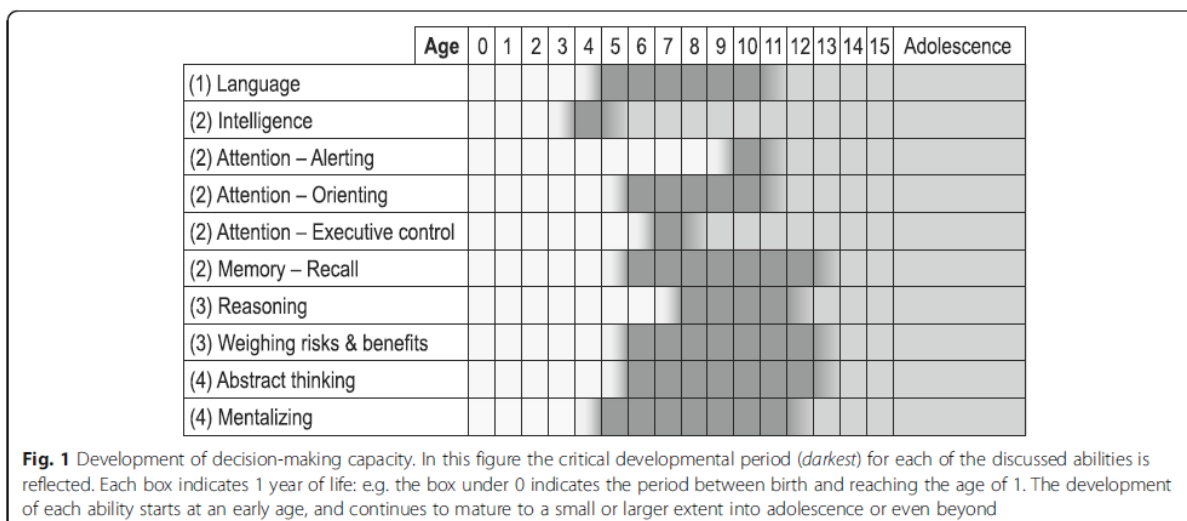 Age 0 1 2 3 4 5 6 7 8 9 10 11 12 13 14 15 Adolescence
(1) Language
(2) Intelligence
(2) Attention – Alerting
(2) Attention – Orienting
(2) Attention – Executive control
(2) Memory – Recall
(3) Reasoning
(3) Weighing risks & benefits
(4) Abstract thinking
(4) Mentalizing
Fig. 1 Development of decision-making capacity. In this figure the critical developmental period (darkest) for each of the discussed abilities is
reflected. Each box indicates 1 year of life: e.g. the box under 0 indicates the period between birth and reaching the age of 1. The development
of each ability starts at an early age, and continues to mature to a small or larger extent into adolescence or even beyond